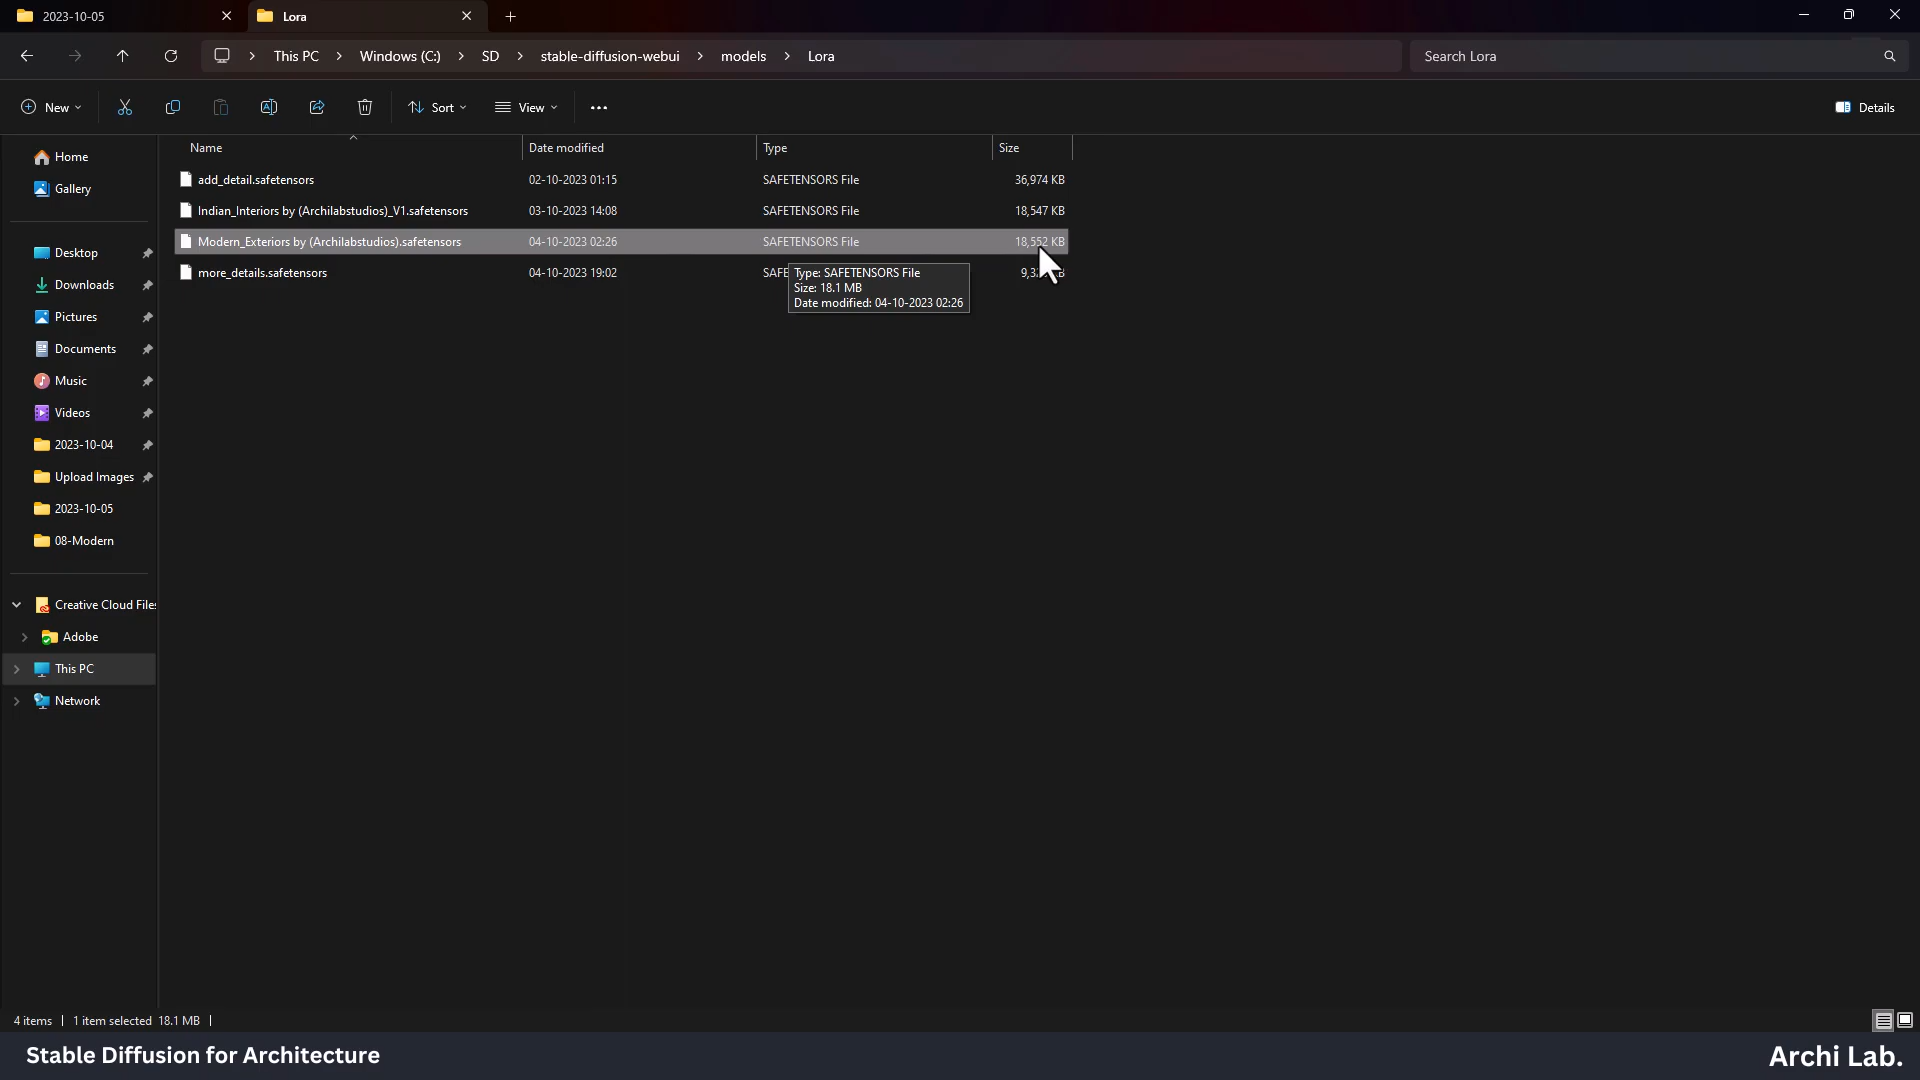 2023-10-05
Lora
This PC > Windows (C:) > SD > stable-diffusion-webui > models > Lora
Search Lora
New
Sort
View
Details
Name
Date modified
Type
Size
add_detail.safetensors 02-10-2023 01:15 SAFETENSORS File 36,974 KB
Indian_Interiors by (Archilabstudios)_V1.safetensors 03-10-2023 14:08 SAFETENSORS File 18,547 KB
Modern_Exteriors by (Archilabstudios).safetensors 04-10-2023 02:26 SAFETENSORS File 18,552 KB
more_details.safetensors 04-10-2023 19:02
Type: SAFETENSORS File
Size: 18.1 MB
Date modified: 04-10-2023 02:26
Home
Gallery
Desktop
Downloads
Pictures
Documents
Music
Videos
2023-10-04
Upload Images
2023-10-05
08-Modern
Creative Cloud Files
Adobe
This PC
Network
4 items | 1 item selected 18.1 MB |
Stable Diffusion for Architecture
Archi Lab.